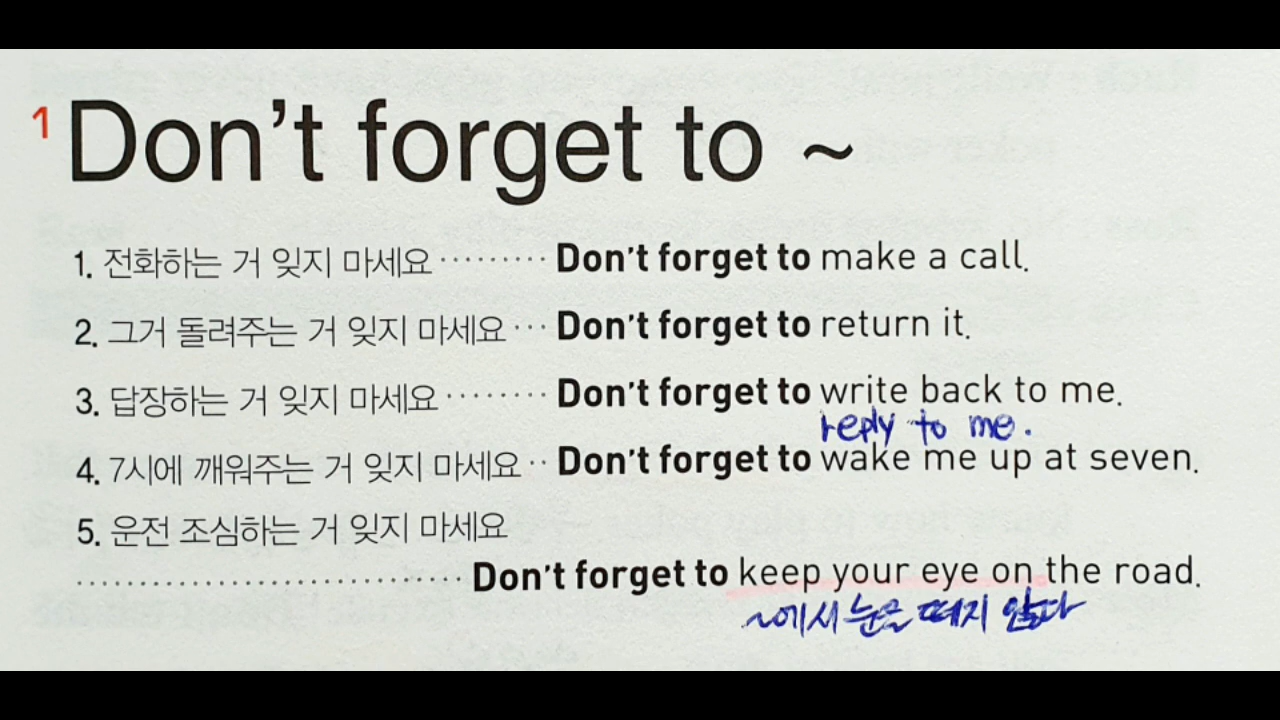 1 Don't forget to ~
1. 전화하는 거 잊지 마세요 ········· Don't forget to make a call.
2. 그거 돌려주는 거 잊지 마세요 ··· Don't forget to return it.
3. 답장하는 거 잊지 마세요 ········ Don't forget to write back to me.
reply to me.
4. 7시에 깨워주는 거 잊지 마세요 ·· Don't forget to wake me up at seven.
5. 운전 조심하는 거 잊지 마세요
································· Don't forget to keep your eye on the road.
~에서 눈을 떼지 않다